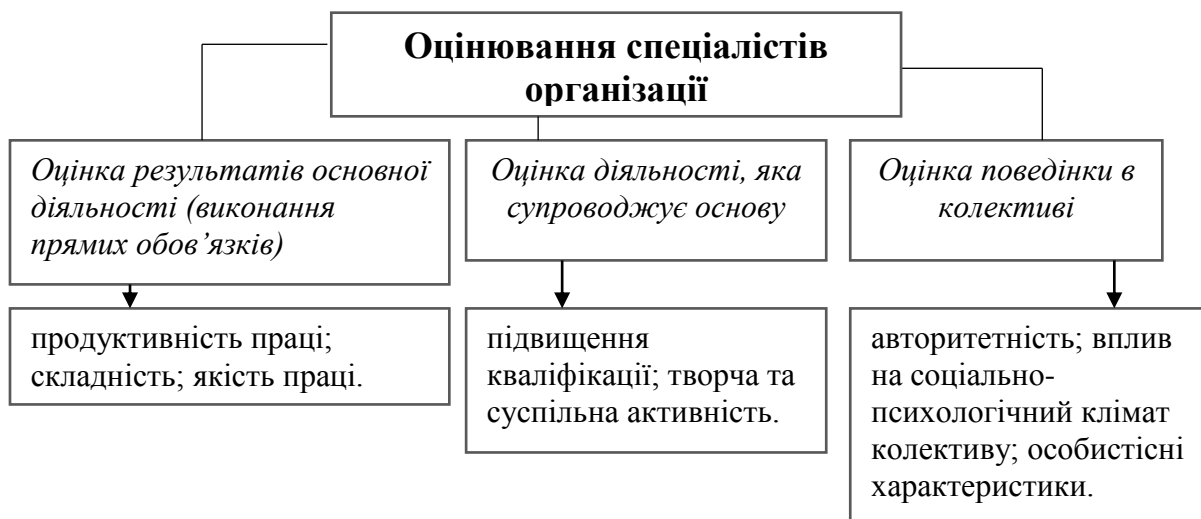 Оцінювання спеціалістів
організації
Оцінка результатів основної
діяльності (виконання
прямих обов’язків)
Оцінка діяльності, яка
супроводжує основу
Оцінка поведінки в
колективі
продуктивність праці;
складність; якість праці.
підвищення
кваліфікації; творча та
суспільна активність.
авторитетність; вплив
на соціально-
психологічний клімат
колективу; особистісні
характеристики.